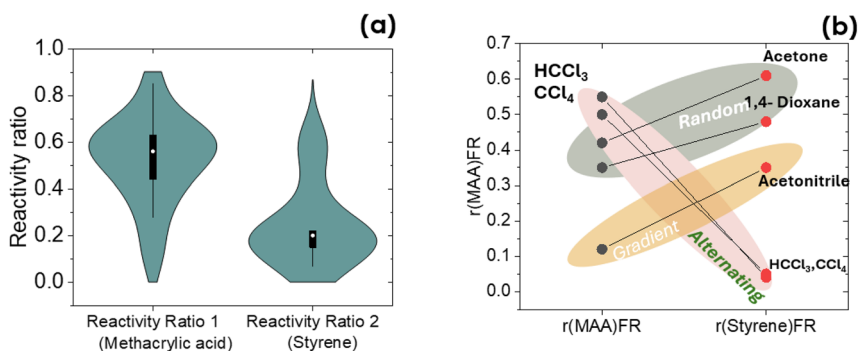 (a)
1.0
0.8
0.6
0.4
0.2
0.0
Reactivity ratio
Reactivity Ratio 1
(Methacrylic acid)
Reactivity Ratio 2
(Styrene)
(b)
0.7
0.6
0.5
0.4
0.3
0.2
0.1
0.0
r(MAA)FR
HCCl3
CCl4
Acetone
1,4- Dioxane
Random
Acetonitrile
Gradient
Alternating
HCCl3,CCl4
r(MAA)FR
r(Styrene)FR